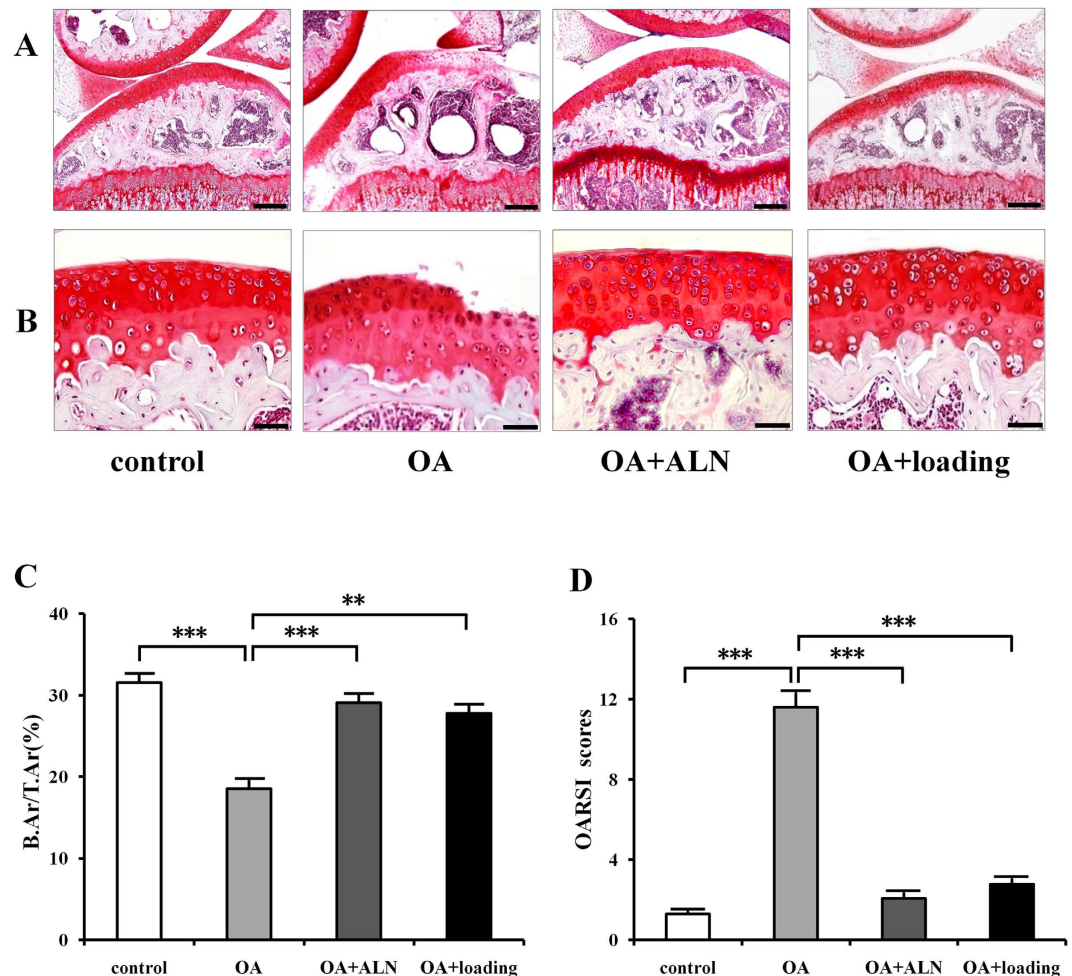 A
B
control OA OA+ALN OA+loading
C
B.Ar/T.Ar(%)
40
30
20
10
0
***
***
**
control OA OA+ALN OA+loading
D
OARSI scores
16
12
8
4
0
***
***
***
control OA OA+ALN OA+loading